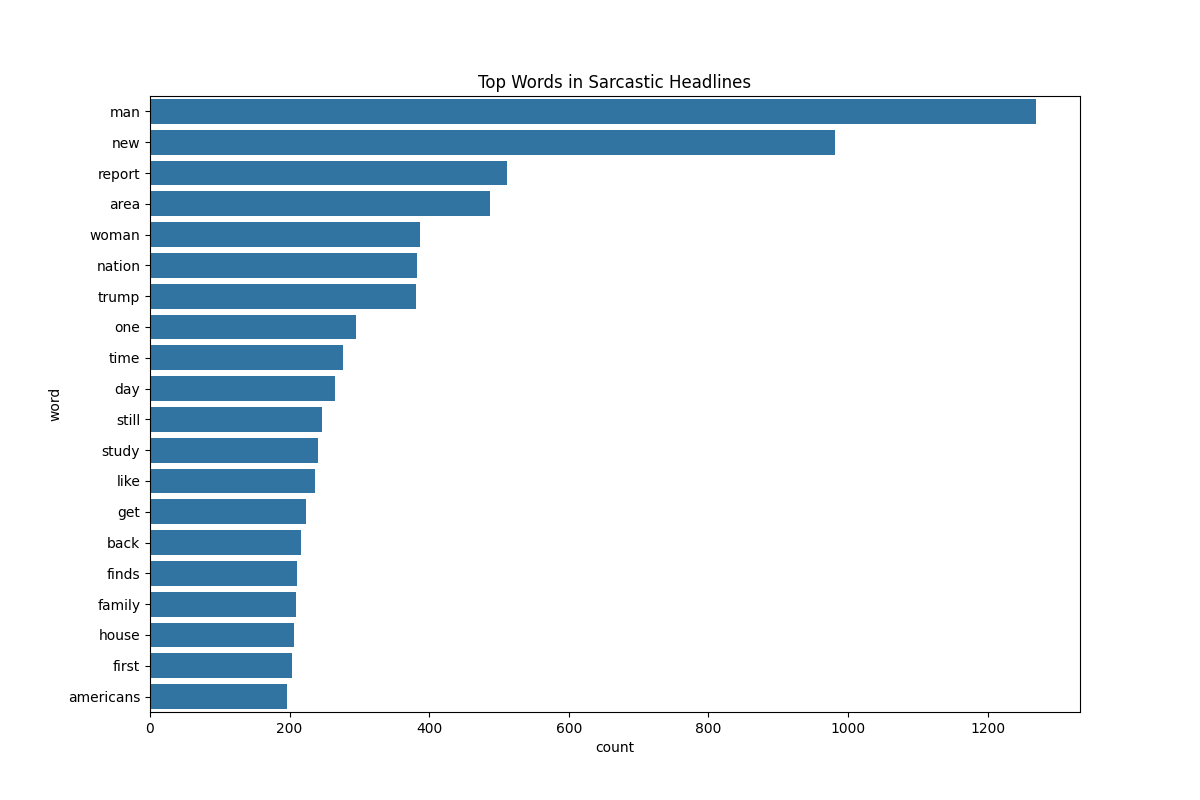 Top Words in Sarcastic Headlines
man
new
report
area
woman
nation
trump
one
time
day
still
study
like
get
back
finds
family
house
first
americans
word
0 200 400 600 800 1000 1200
count